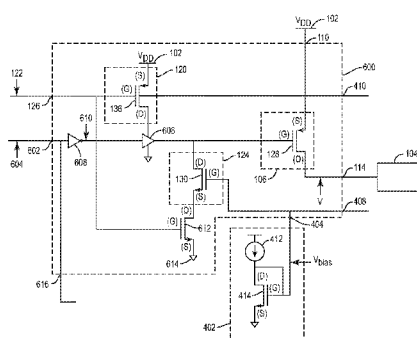 VDD 102
VDD 102
120
110
600
122
(S)
126
(G)
136
410
(D)
610
606
(S)
(G)
128
602
604
608
(D)
124
(D)
106
114
104
130
(G)
V
408
(S)
(D)
404
612
(G)
(S)
412
Vbias
614
616
(D)
(G)
414
(S)
402